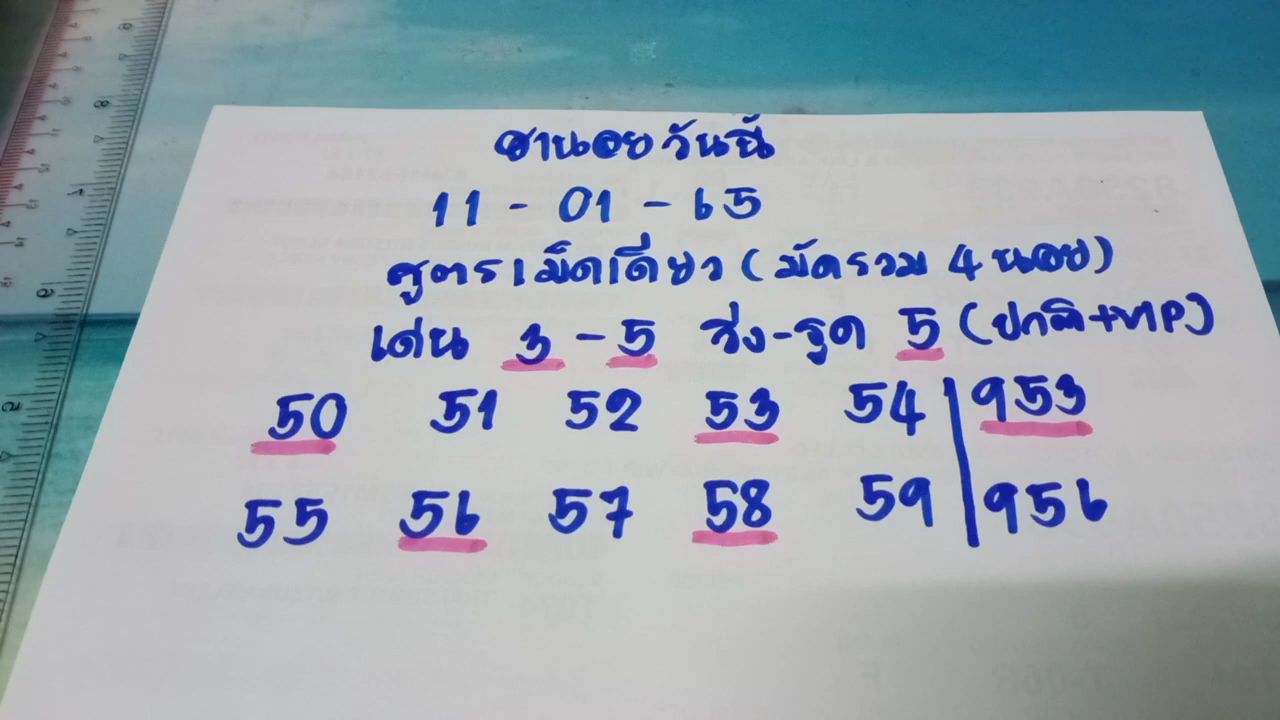 ฮานอยวันนี้
11 - 01 - 65
สูตรเม็ดเดียว (มัดรวม 4 นอย)
เด่น 3 - 5 วิ่ง-รูด 5 (ปกติ+VIP)
50 51 52 53 54 953
55 56 57 58 59 956